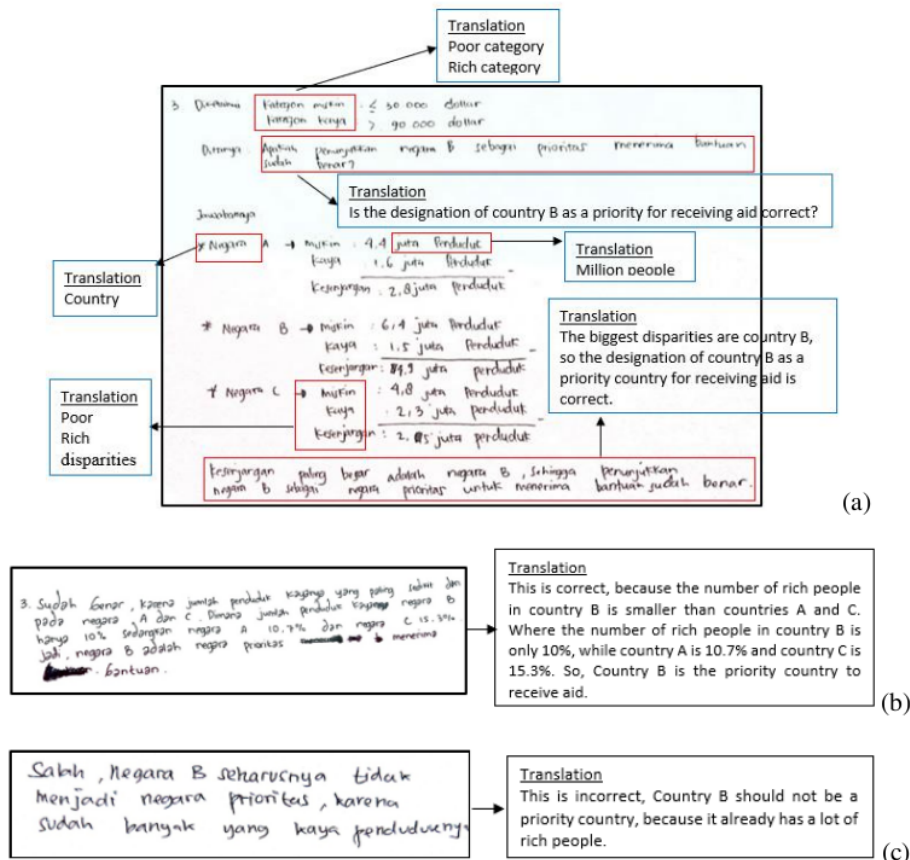 Translation
Poor category
Rich category
3. Diketahui Kategori miskin : ≤ 30 000 dollar
Kategori kaya > 90 000 dollar
Ditanya : Apakah penunjukkan negara B sebagai prioritas menerima bantuan
sudah benar?
Translation
Is the designation of country B as a priority for receiving aid correct?
Jawabannya
* Negara A → Miskin : 4.4 juta Penduduk
Kaya : 1.6 juta Penduduk
Kesenjangan : 2,8 juta penduduk
Translation
Country
Translation
Million people
* Negara B → Miskin : 6,4 juta Penduduk
Kaya : 1.5 juta Penduduk
Kesenjangan : 4.9 juta penduduk
* Negara C → Miskin : 4,8 juta Penduduk
Kaya : 2,3 juta penduduk
Kesenjangan : 2,5 juta penduduk
Translation
The biggest disparities are country B,
so the designation of country B as a
priority country for receiving aid is
correct.
Translation
Poor
Rich
disparities
Kesenjangan paling besar adalah negara B, sehingga penunjukkan
negara B sebagai negara prioritas untuk menerima bantuan sudah benar.
(a)
3. Sudah benar, karena jumlah penduduk kayanya yang paling sedikit dari
pada negara A dan C. Dimana jumlah penduduk kayanya negara B
hanya 10% sedangkan negara A 10.7% dan negara C 15.3%
jadi, negara B adalah negara prioritas menerima
bantuan.
Translation
This is correct, because the number of rich people
in country B is smaller than countries A and C.
Where the number of rich people in country B is
only 10%, while country A is 10.7% and country C is
15.3%. So, Country B is the priority country to
receive aid.
(b)
Salah, Negara B seharusnya tidak
menjadi negara prioritas, karena
sudah banyak yang kaya penduduknya
Translation
This is incorrect, Country B should not be a
priority country, because it already has a lot of
rich people.
(c)